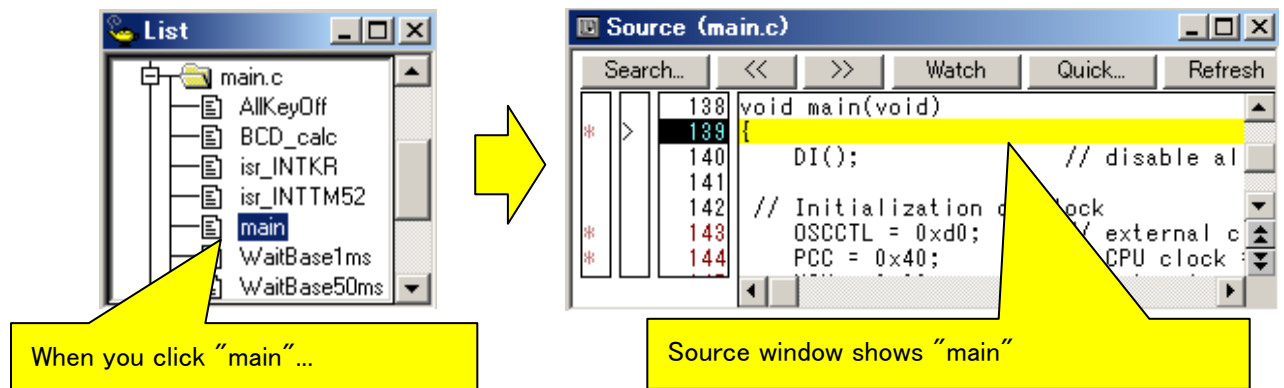 List
main.c
AllKeyOff
BCD_calc
isr_INTKR
isr_INTTM52
main
WaitBase1ms
WaitBase50ms
When you click "main"...
Source (main.c)
Search... << >> Watch Quick... Refresh
138 void main(void)
* > 139 {
140 DI(); // disable al
141
142 // Initialization
* 143 OSCCTL = 0xd0; // external c
* 144 PCC = 0x40; CPU clock
Source window shows "main"